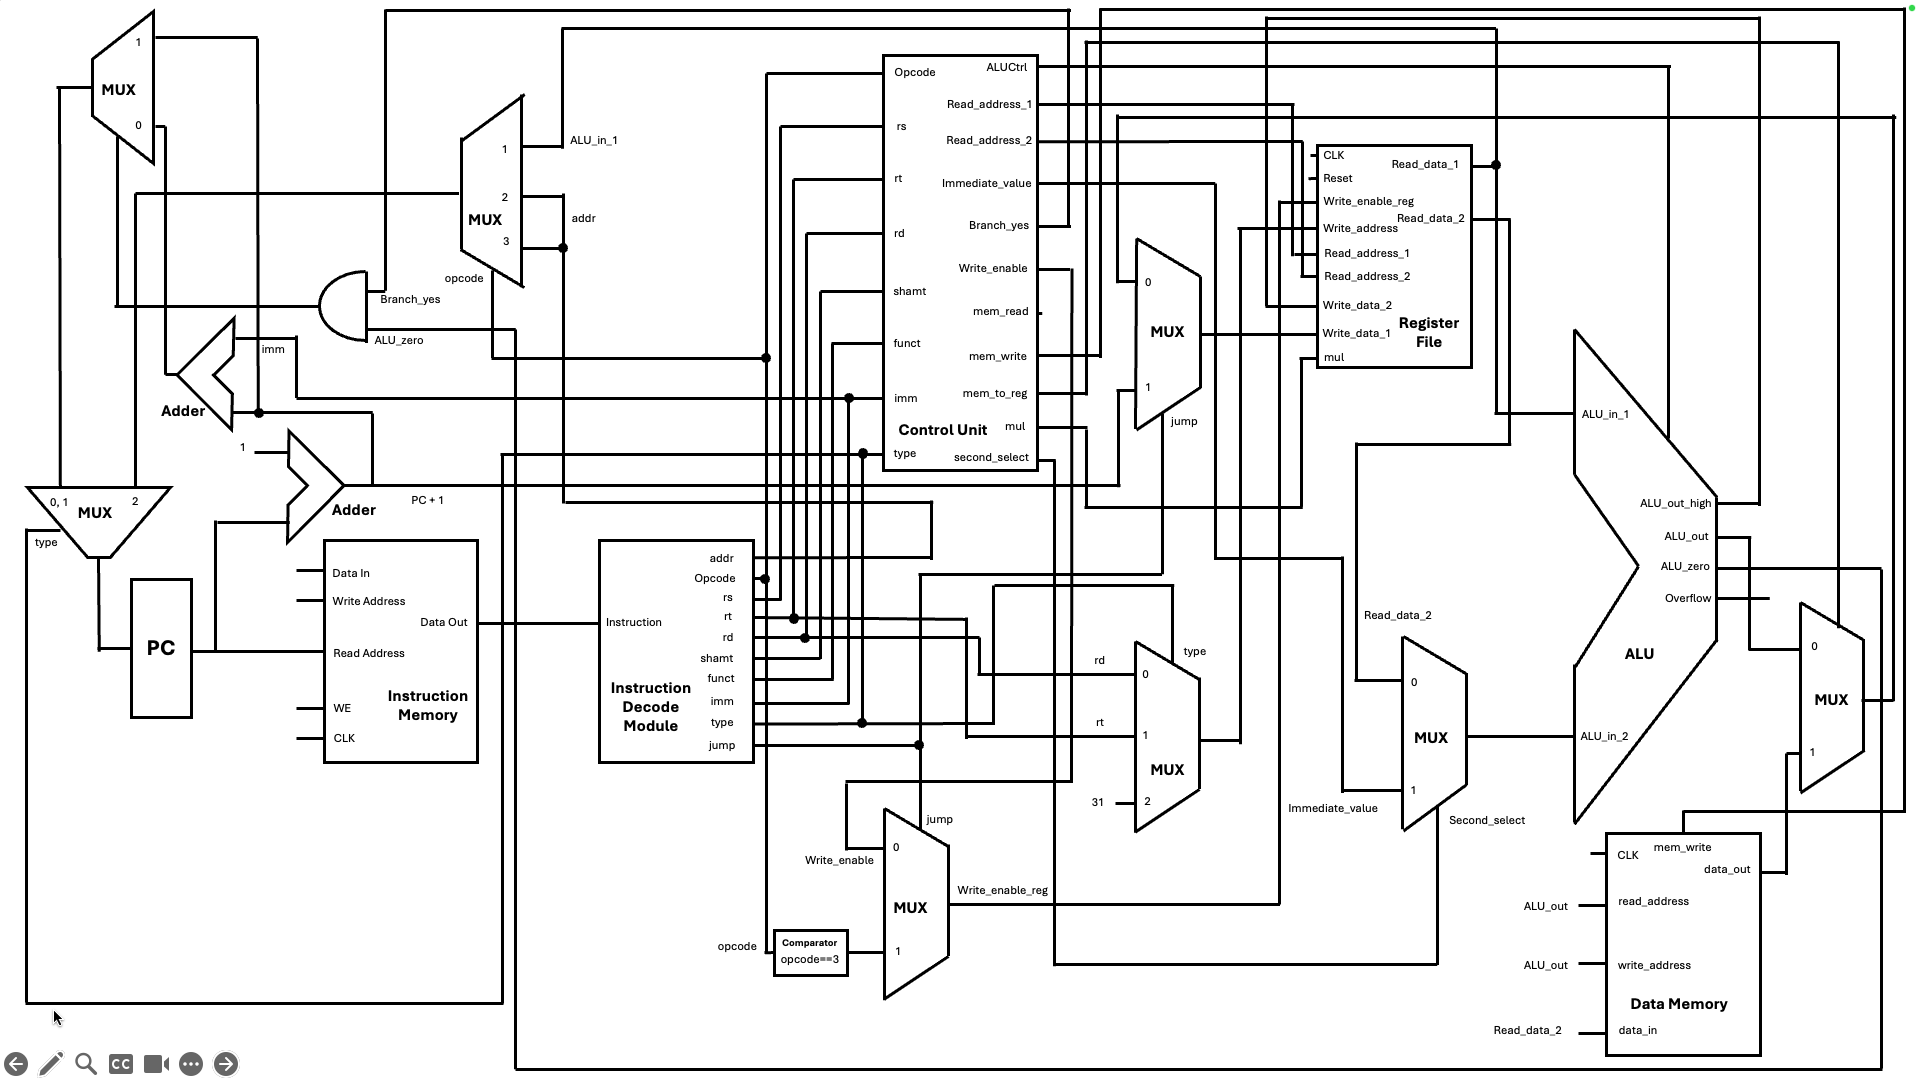 1
MUX
0
1
ALU_in_1
2
addr
MUX
3
opcode
Branch_yes
ALU_zero
imm
Adder
1
PC + 1
Adder
0, 1
MUX
2
type
PC
Data In
Write Address
Data Out
Read Address
Instruction
Memory
WE
CLK
Instruction
Instruction
Decode
Module
addr
Opcode
rs
rt
rd
shamt
funct
imm
type
jump
Opcode
rs
rt
rd
shamt
funct
imm
type
Control Unit
ALUCtrl
Read_address_1
Read_address_2
Immediate_value
Branch_yes
Write_enable
mem_read
mem_write
mem_to_reg
mul
second_select
0
MUX
1
jump
CLK
Reset
Write_enable_reg
Write_address
Read_address_1
Read_address_2
Write_data_2
Write_data_1
mul
Read_data_1
Read_data_2
Register
File
rd
0
type
rt
1
MUX
31
2
jump
0
Write_enable
MUX
1
Write_enable_reg
opcode
Comparator
opcode==3
Read_data_2
0
MUX
1
Immediate_value
Second_select
ALU_in_1
ALU_out_high
ALU_out
ALU_zero
Overflow
ALU
ALU_in_2
0
MUX
1
mem_write
CLK
data_out
ALU_out
read_address
ALU_out
write_address
Data Memory
Read_data_2
data_in
CC